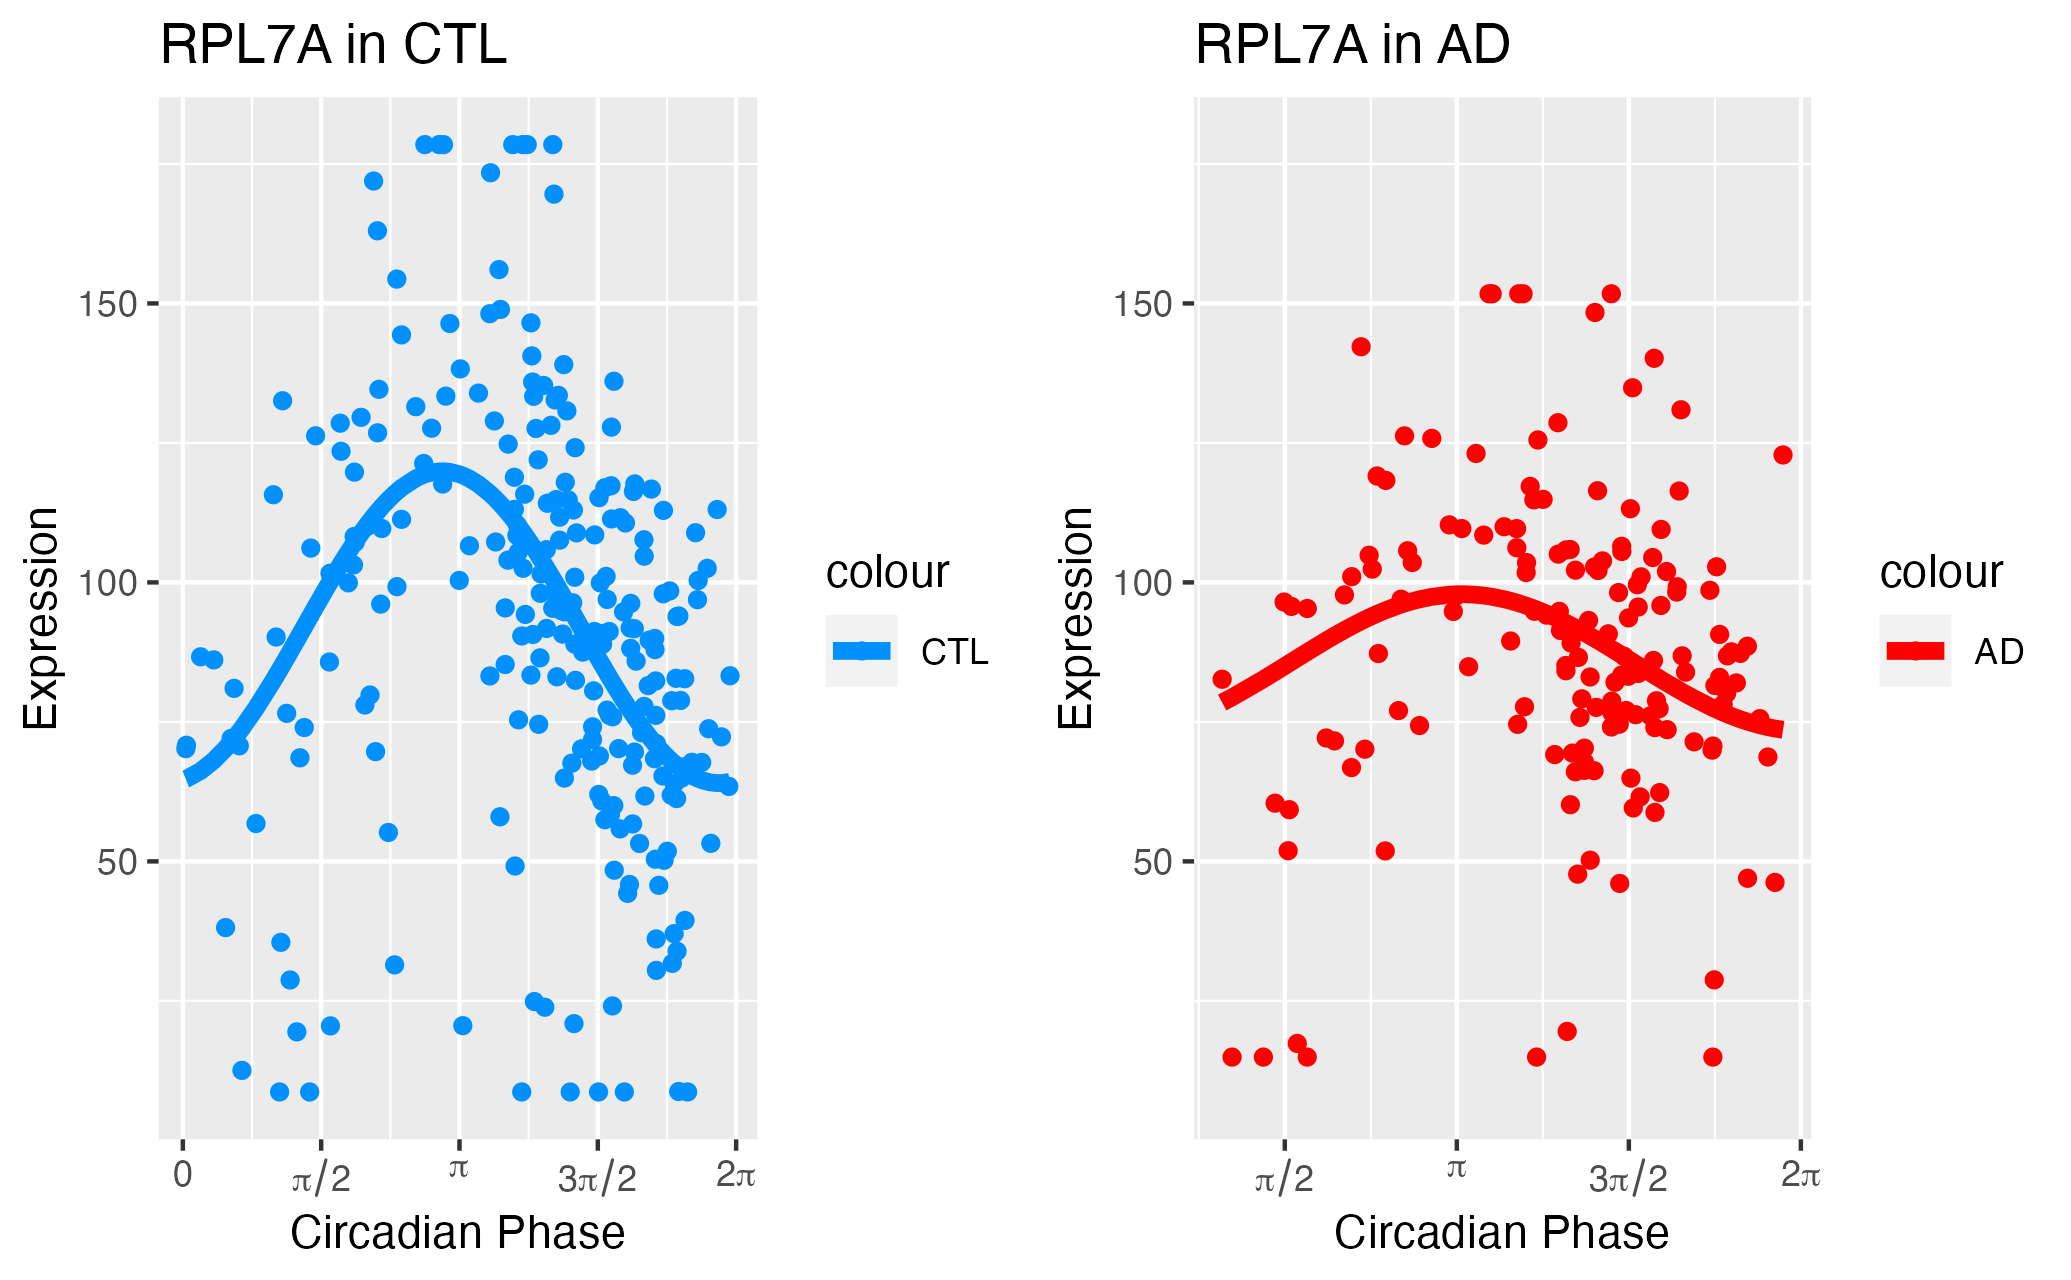 RPL7A in CTL
Expression
150
100
50
0
π/2
π
3π/2
2π
Circadian Phase
colour
CTL
RPL7A in AD
Expression
150
100
50
π/2
π
3π/2
2π
Circadian Phase
colour
AD